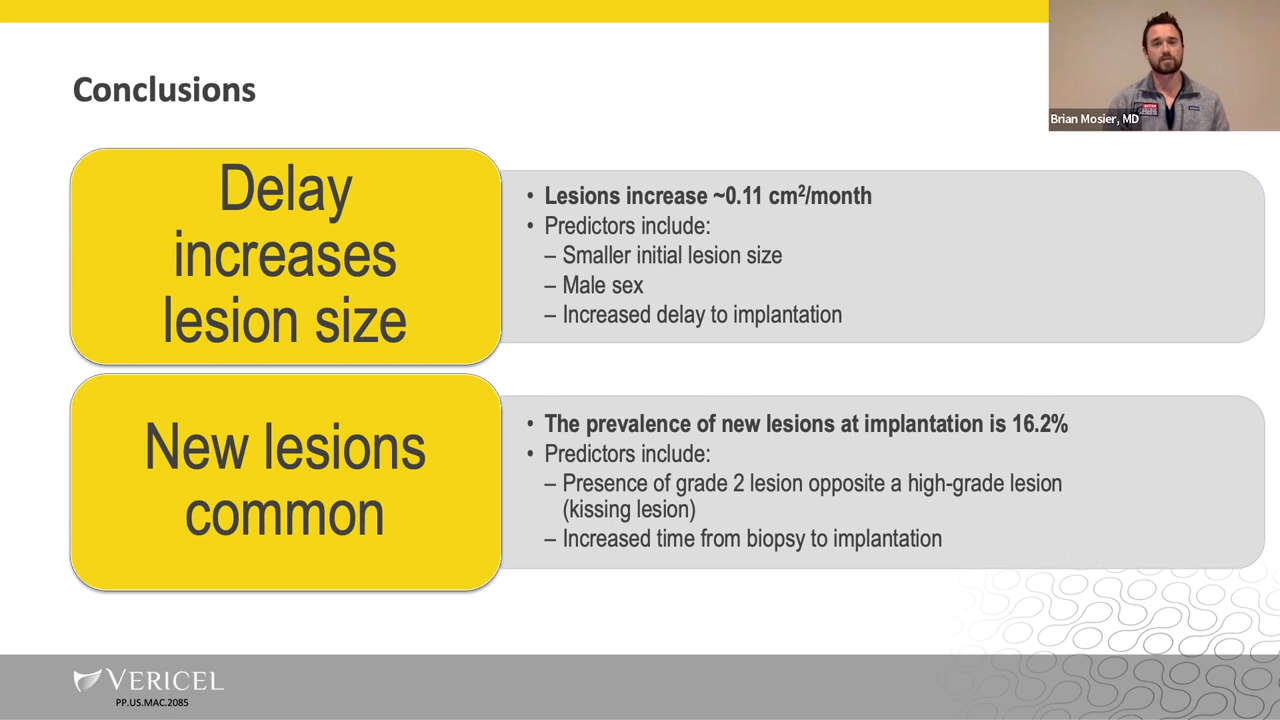 Conclusions
Brian Mosier, MD
Delay
increases
lesion size
• Lesions increase ~0.11 cm²/month
• Predictors include:
– Smaller initial lesion size
– Male sex
– Increased delay to implantation
New lesions
common
• The prevalence of new lesions at implantation is 16.2%
• Predictors include:
– Presence of grade 2 lesion opposite a high-grade lesion
(kissing lesion)
– Increased time from biopsy to implantation
VERICEL
PP.US.MAC.2085